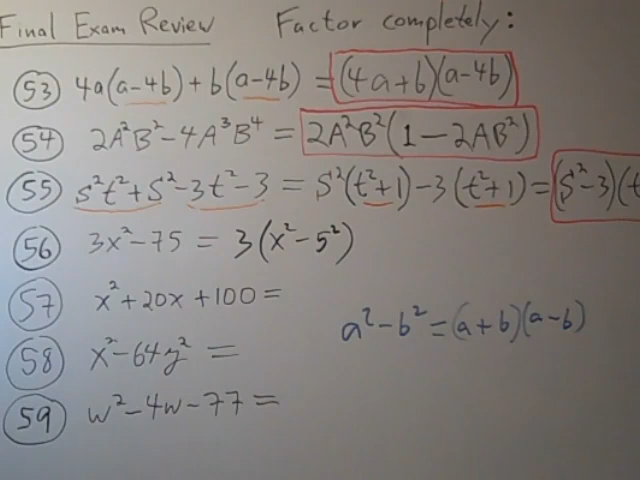 Final Exam Review Factor completely:
53 4a(a-4b)+b(a-4b) = (4a+b)(a-4b)
54 2A²B²-4A³B⁴ = 2A²B²(1-2AB²)
55 s²t²+s²-3t²-3 = s²(t²+1)-3(t²+1) = (s²-3)(t
56 3x²-75 = 3(x²-5²)
57 x²+20x+100=
a²-b²=(a+b)(a-b)
58 x²-64y² =
59 w²-4w-77=